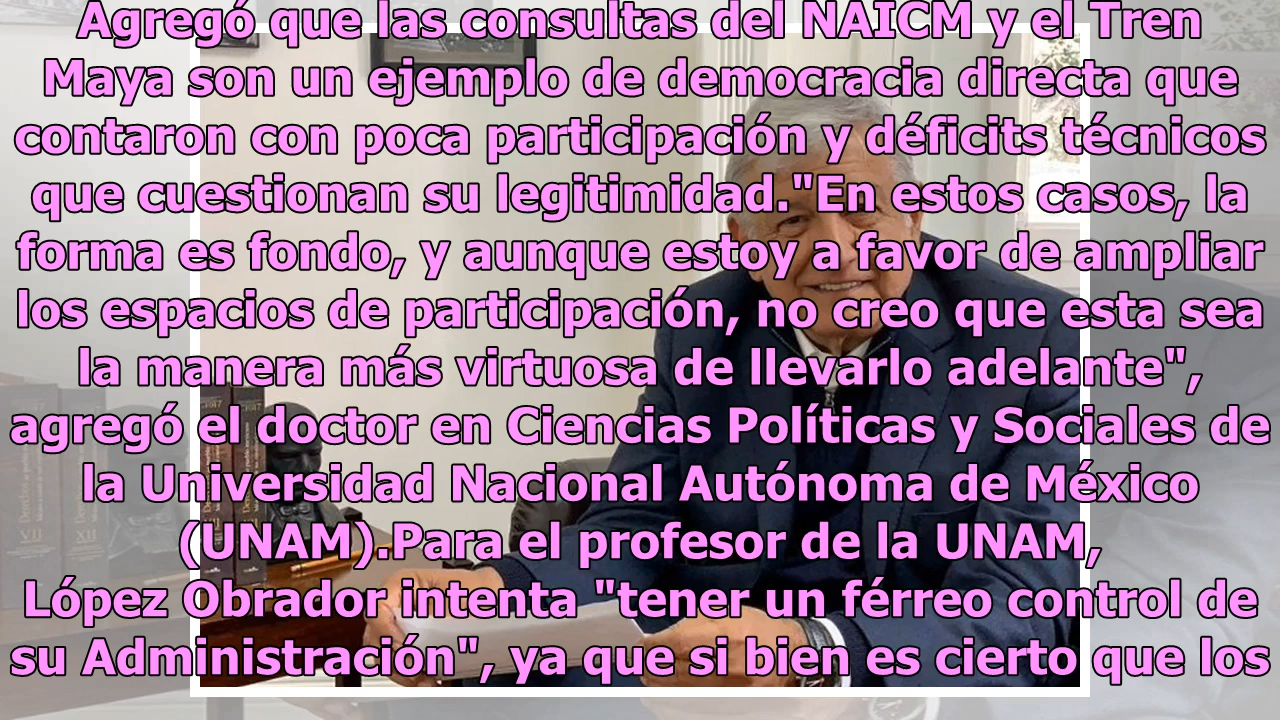 Agregó que las consultas del NAICM y el Tren
Maya son un ejemplo de democracia directa que
contaron con poca participación y déficits técnicos
que cuestionan su legitimidad."En estos casos, la
forma es fondo, y aunque estoy a favor de ampliar
los espacios de participación, no creo que esta sea
la manera más virtuosa de llevarlo adelante",
agregó el doctor en Ciencias Políticas y Sociales de
la Universidad Nacional Autónoma de México
(UNAM).Para el profesor de la UNAM,
López Obrador intenta "tener un férreo control de
su Administración", ya que si bien es cierto que los